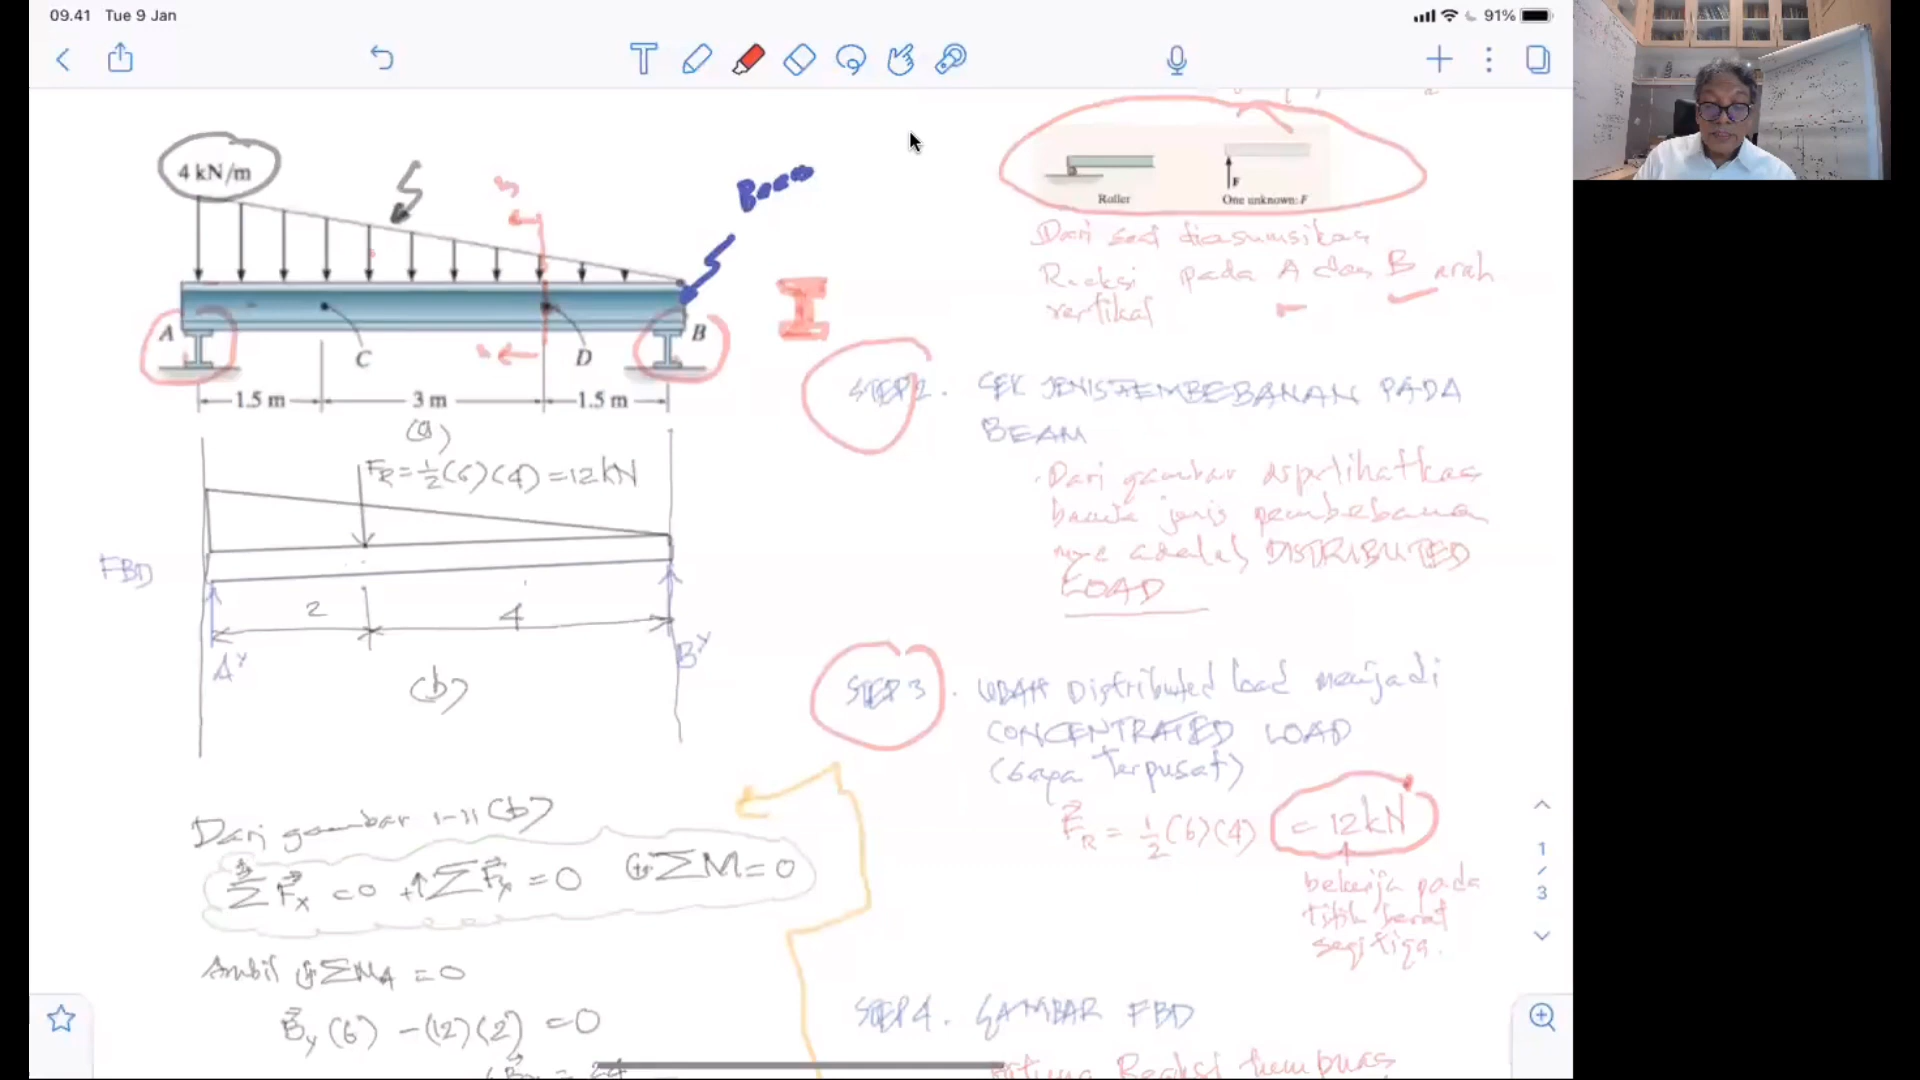 09.41 Tue 9 Jan
91%
4 kN/m
Beam
A
C
D
B
1.5 m
3 m
1.5 m
(a)
FR = 1/2 (6)(4) = 12 kN
FBD
2
4
Ay
By
(b)
Dari gambar 1-11 (b)
ΣFx = 0 +↑ΣFy = 0 ΣM = 0
Ambil ΣMA = 0
By (6) - (12)(2) = 0
F
Roller
One unknown: F
Dari soal diasumsikan
Reaksi pada A dan B arah
vertikal
STEP 2. CEK JENIS PEMBEBANAN PADA
BEAM
Dari gambar diperlihatkan
jenis pembebanan
nya adalah DISTRIBUTED
LOAD
STEP 3. UBAH Distributed load menjadi
CONCENTRATED LOAD
(Gaya Terpusat)
FR = 1/2 (6)(4) = 12 kN
bekerja pada
titik berat
segitiga.
1
/
3
STEP 4. GAMBAR FBD
Reaksi tumpuan